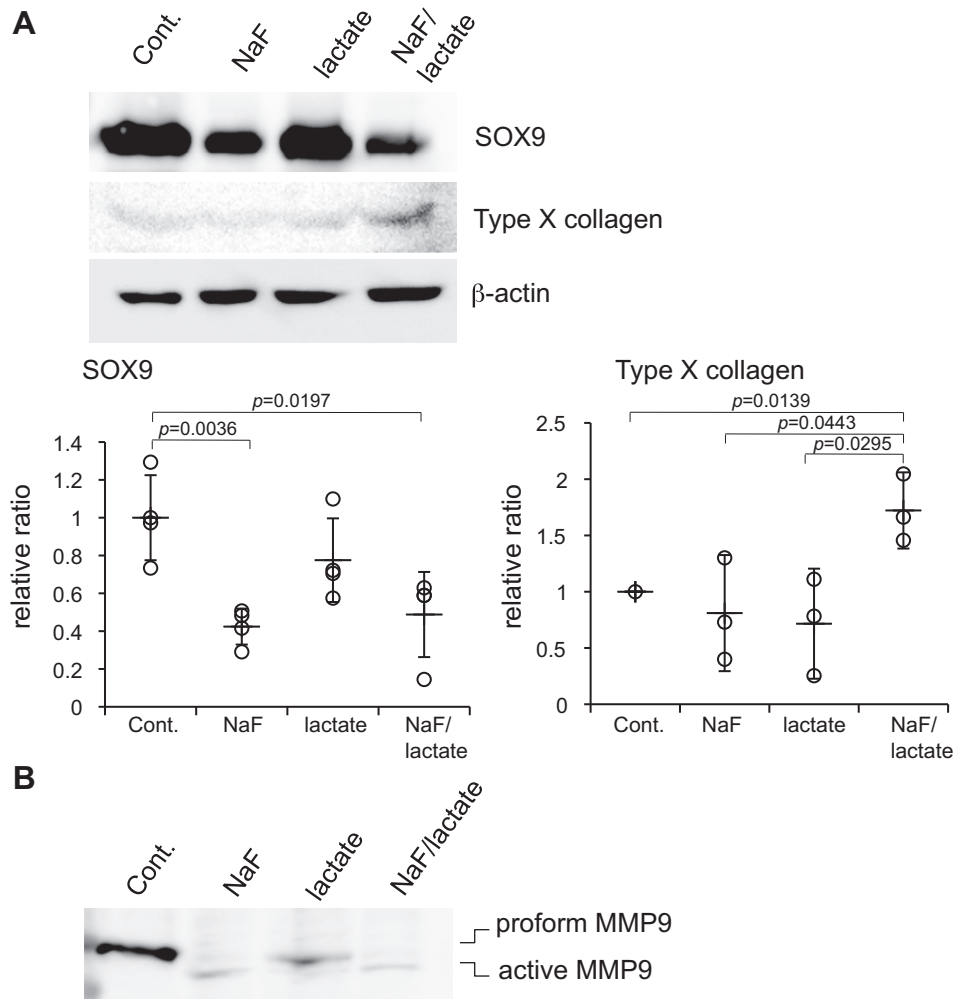 A
Cont.
NaF
lactate
NaF/
lactate
SOX9
Type X collagen
β-actin
SOX9
p=0.0197
p=0.0036
relative ratio
1.4
1.2
1
0.8
0.6
0.4
0.2
0
Cont.
NaF
lactate
NaF/
lactate
Type X collagen
p=0.0139
p=0.0443
p=0.0295
relative ratio
2.5
2
1.5
1
0.5
0
Cont.
NaF
lactate
NaF/
lactate
B
Cont.
NaF
lactate
NaF/lactate
proform MMP9
active MMP9